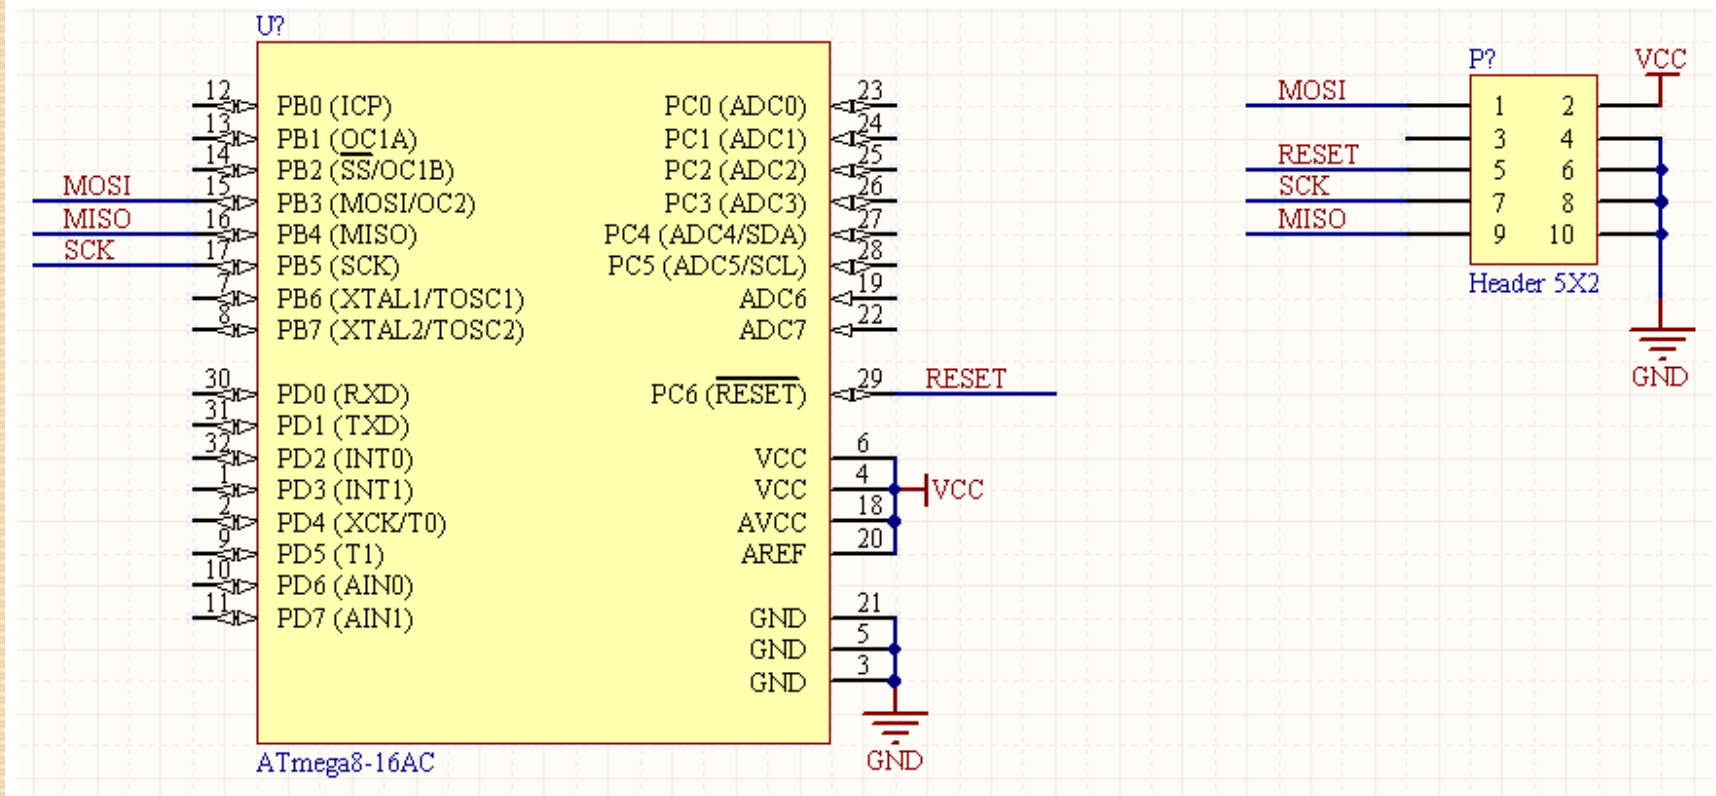 U?
12 PB0 (ICP) PC0 (ADC0) 23
13 PB1 (OC1A) PC1 (ADC1) 24
14 PB2 (SS/OC1B) PC2 (ADC2) 25
MOSI 15 PB3 (MOSI/OC2) PC3 (ADC3) 26
MISO 16 PB4 (MISO) PC4 (ADC4/SDA) 27
SCK 17 PB5 (SCK) PC5 (ADC5/SCL) 28
7 PB6 (XTAL1/TOSC1) ADC6 19
8 PB7 (XTAL2/TOSC2) ADC7 22
30 PD0 (RXD) PC6 (RESET) 29 RESET
31 PD1 (TXD)
32 PD2 (INT0) VCC 6
1 PD3 (INT1) VCC 4 VCC
2 PD4 (XCK/T0) AVCC 18
9 PD5 (T1) AREF 20
10 PD6 (AIN0)
11 PD7 (AIN1) GND 21
GND 5
GND 3
GND
ATmega8-16AC
P?
VCC
MOSI 1 2
3 4
RESET 5 6
SCK 7 8
MISO 9 10
Header 5X2
GND